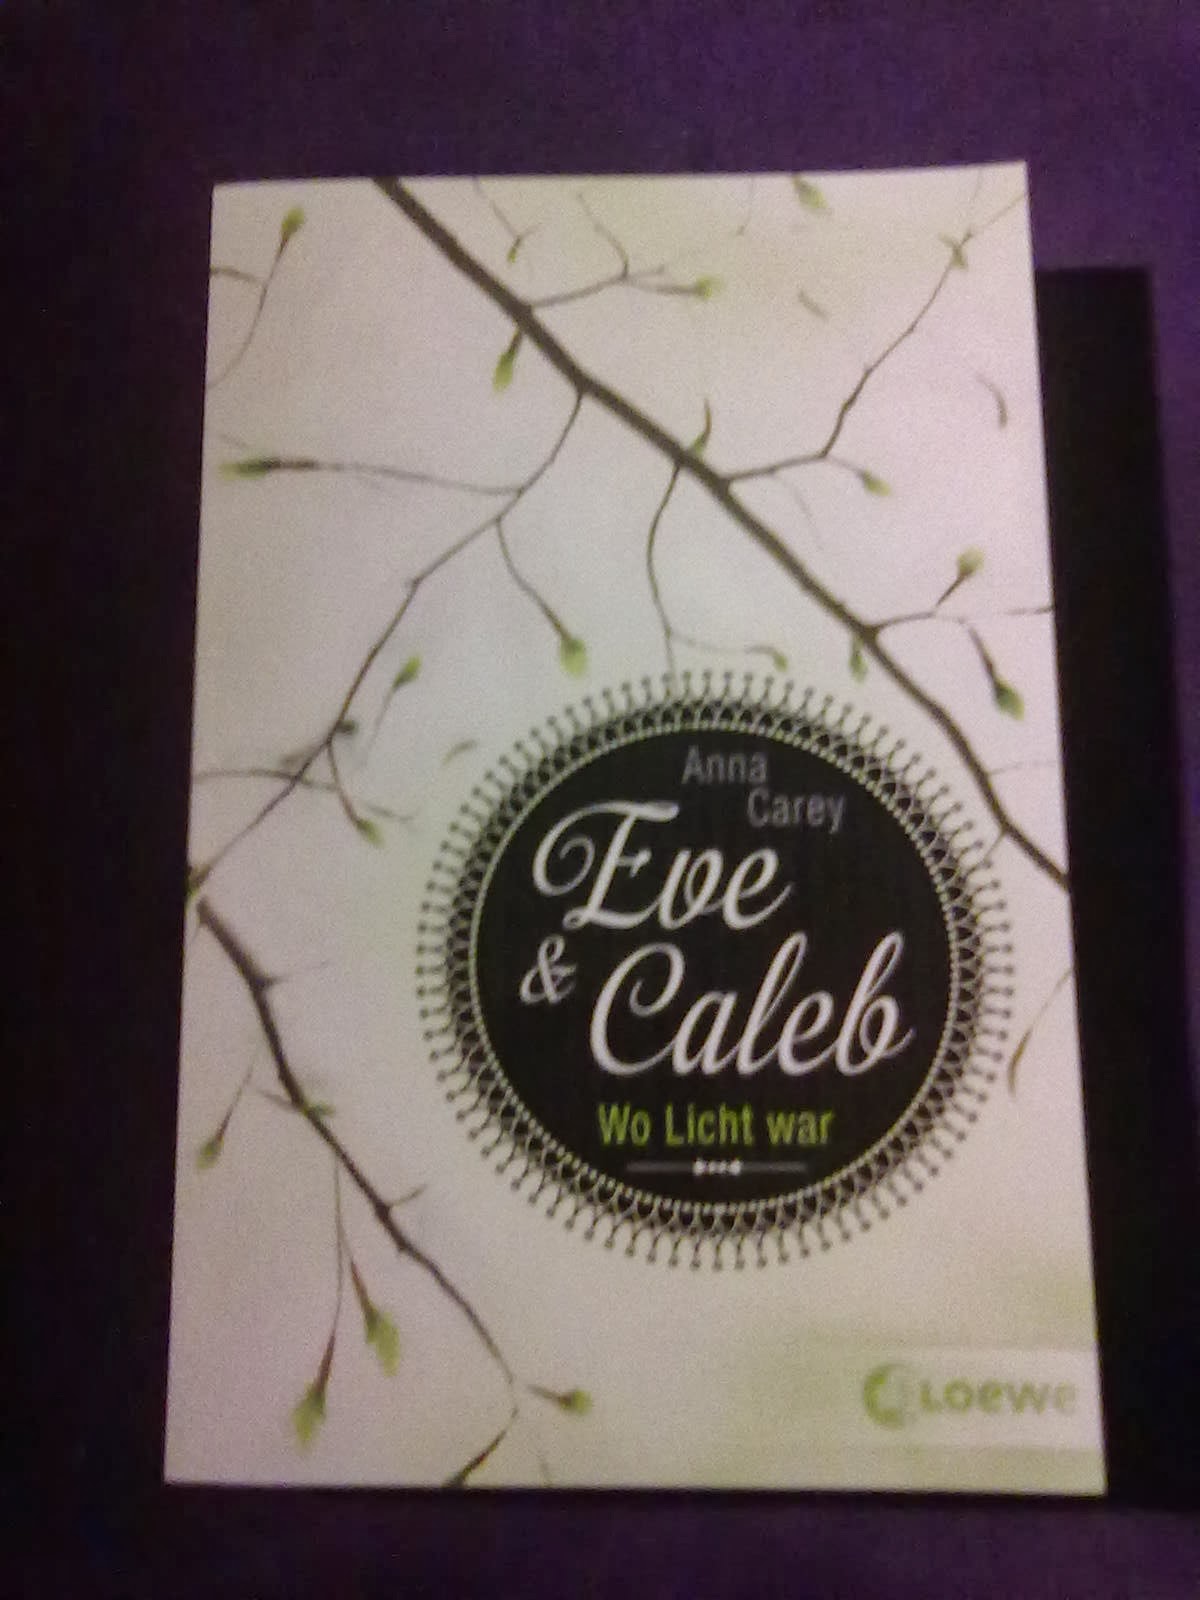 Anna
Carey
Eve
& Caleb
Wo Licht war
Loewe